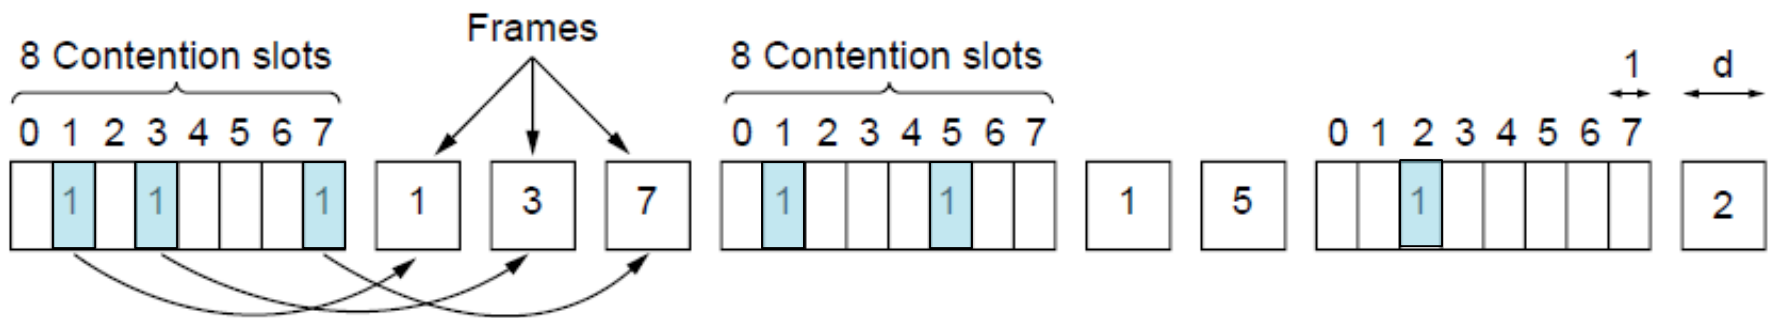 Frames
8 Contention slots 8 Contention slots 1 d
0 1 2 3 4 5 6 7 0 1 2 3 4 5 6 7 0 1 2 3 4 5 6 7
1 1 1 1 3 7 1 1 1 5 1 2